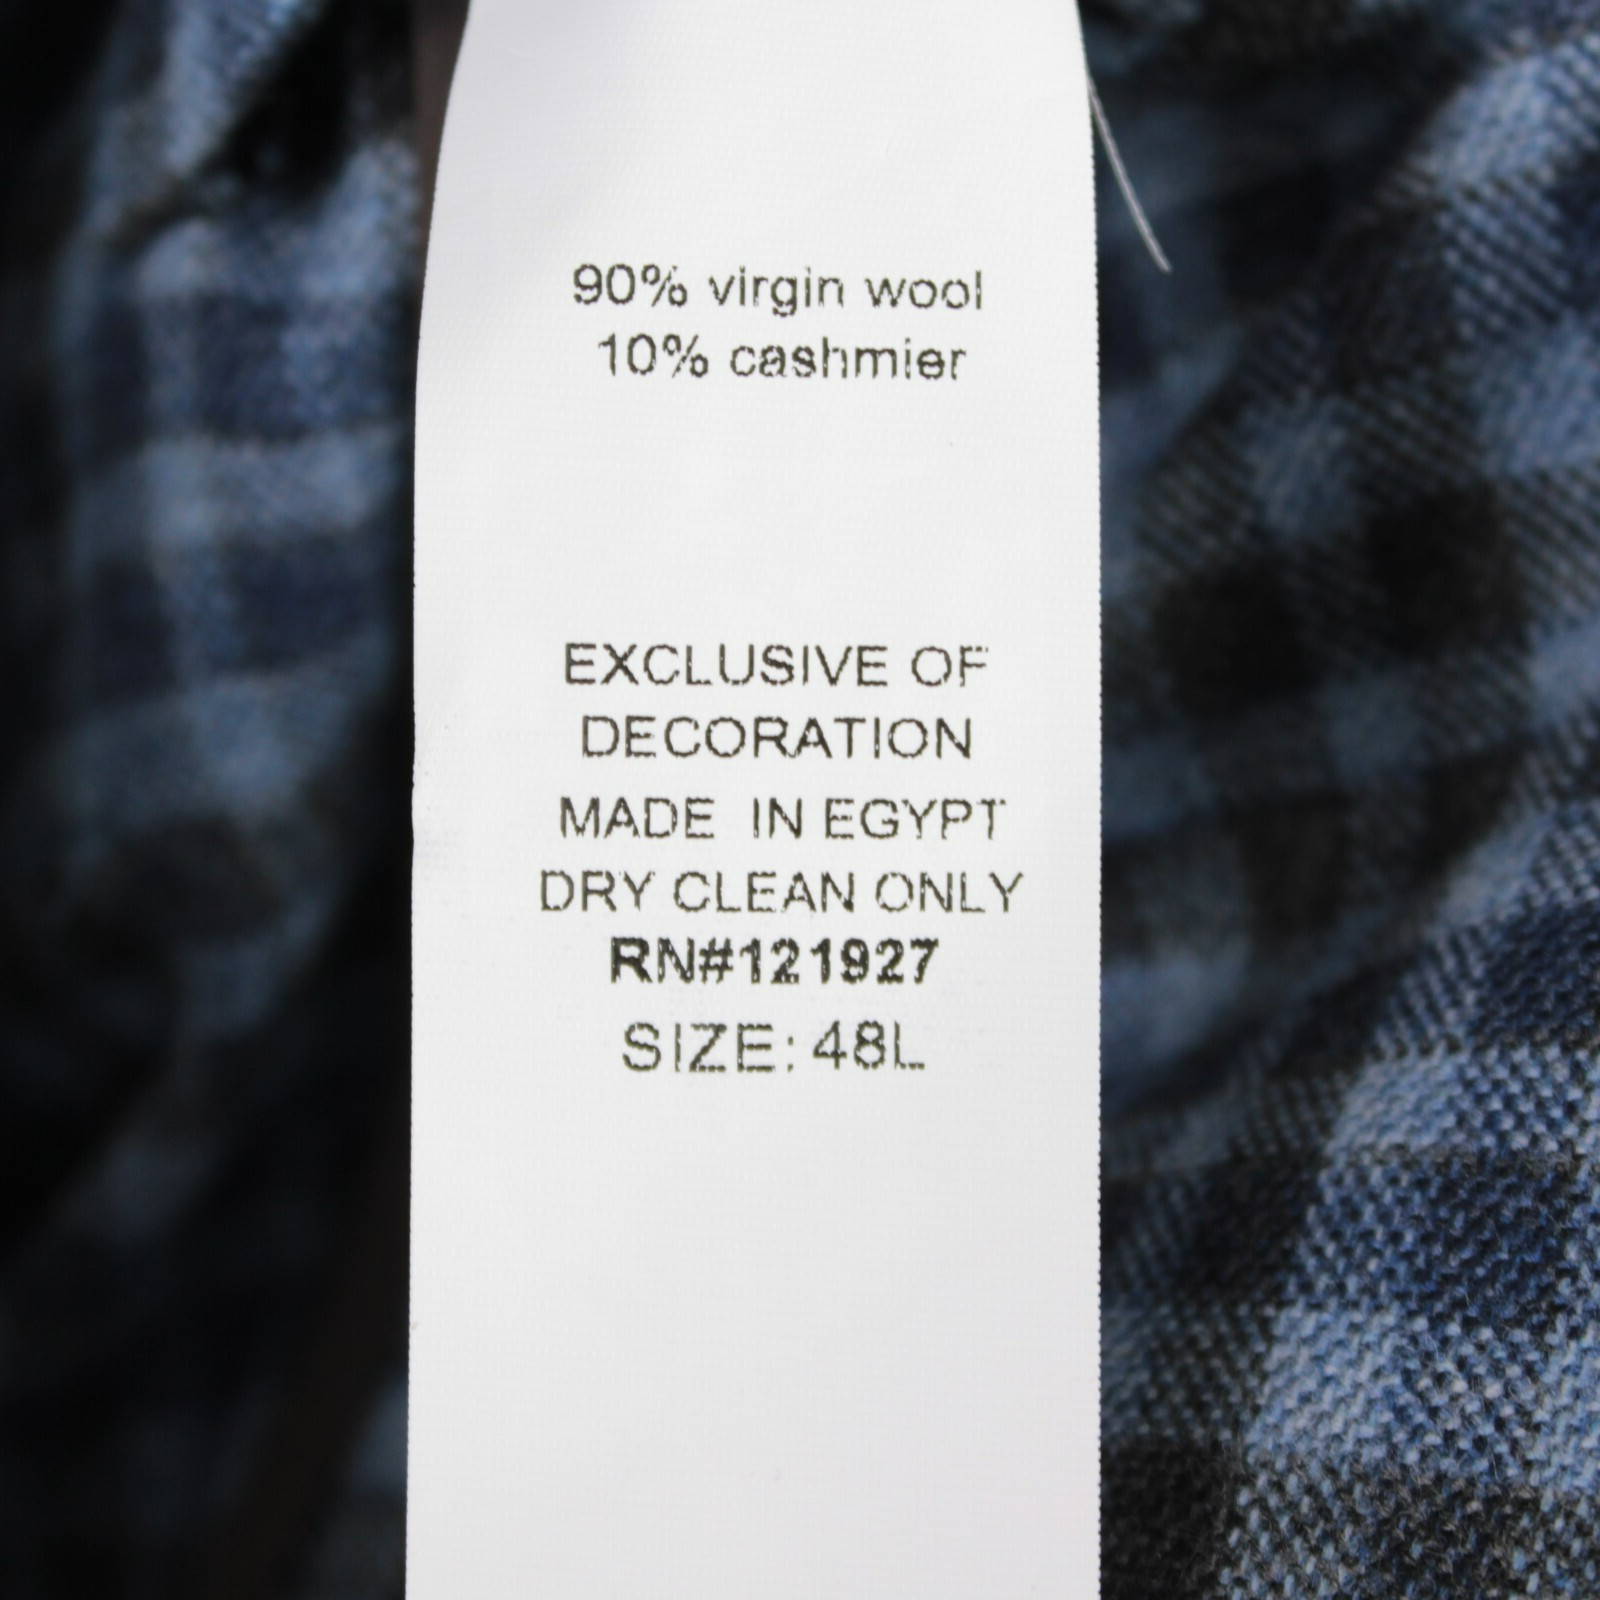 90% virgin wool
10% cashmier
EXCLUSIVE OF
DECORATION
MADE IN EGYPT
DRY CLEAN ONLY
RN#121927
SIZE: 48L